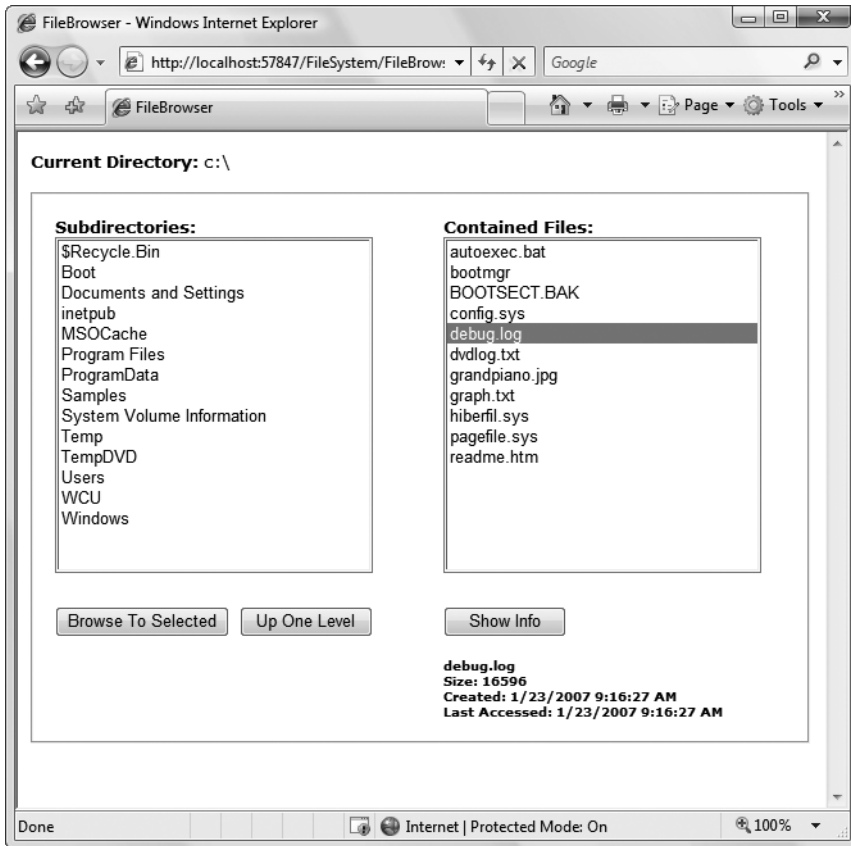 FileBrowser - Windows Internet Explorer
http://localhost:57847/FileSystem/FileBrow:
Google
FileBrowser
Page
Tools
Current Directory: c:\
Subdirectories:
$Recycle.Bin
Boot
Documents and Settings
inetpub
MSOCache
Program Files
ProgramData
Samples
System Volume Information
Temp
TempDVD
Users
WCU
Windows
Browse To Selected
Up One Level
Contained Files:
autoexec.bat
bootmgr
BOOTSECT.BAK
config.sys
debug.log
dvdlog.txt
grandpiano.jpg
graph.txt
hiberfil.sys
pagefile.sys
readme.htm
Show Info
debug.log
Size: 16596
Created: 1/23/2007 9:16:27 AM
Last Accessed: 1/23/2007 9:16:27 AM
Done
Internet | Protected Mode: On
100%